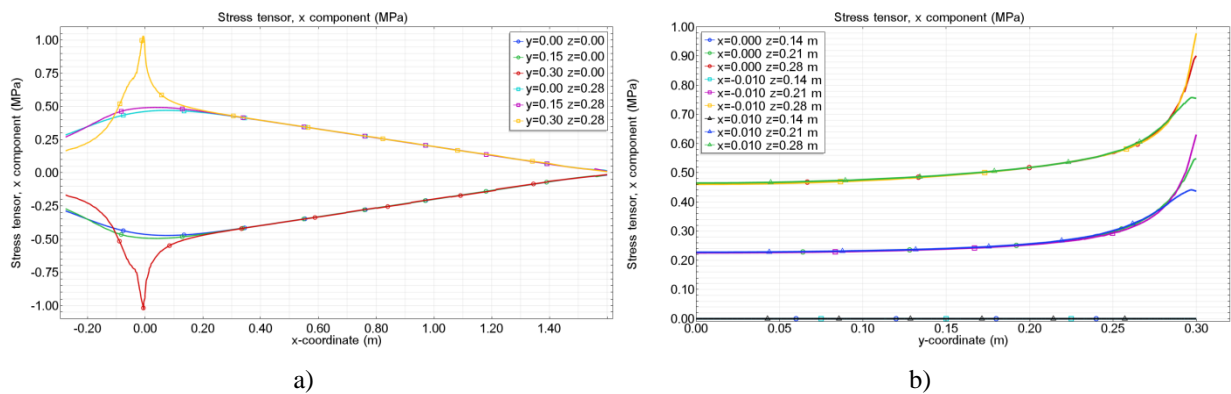 Stress tensor, x component (MPa)
Stress tensor, x component (MPa)
1.00
0.75
0.50
0.25
0.00
-0.25
-0.50
-0.75
-1.00
y=0.00 z=0.00
y=0.15 z=0.00
y=0.30 z=0.00
y=0.00 z=0.28
y=0.15 z=0.28
y=0.30 z=0.28
-0.20 0.00 0.20 0.40 0.60 0.80 1.00 1.20 1.40
x-coordinate (m)
a)
Stress tensor, x component (MPa)
Stress tensor, x component (MPa)
1.00
0.90
0.80
0.70
0.60
0.50
0.40
0.30
0.20
0.10
0.00
x=0.000 z=0.14 m
x=0.000 z=0.21 m
x=0.000 z=0.28 m
x=-0.010 z=0.14 m
x=-0.010 z=0.21 m
x=-0.010 z=0.28 m
x=0.010 z=0.14 m
x=0.010 z=0.21 m
x=0.010 z=0.28 m
0.00 0.05 0.10 0.15 0.20 0.25 0.30
y-coordinate (m)
b)